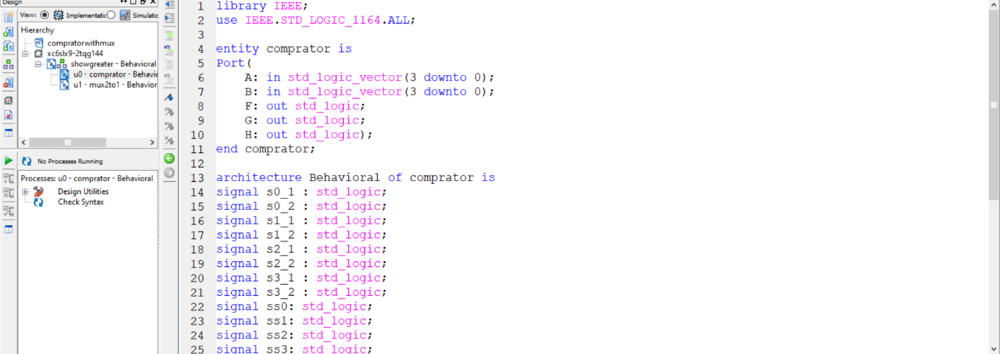 Design
View: Implementatic Simulatic
Hierarchy
compratorwithmux
xc6slx9-2tqg144
showgreater - Behavioral
u0 - comprator - Behavic
u1 - mux2to1 - Behavior
No Processes Running
Processes: u0 - comprator - Behavioral
Design Utilities
Check Syntax
1 library IEEE;
2 use IEEE.STD_LOGIC_1164.ALL;
3
4 entity comprator is
5 Port(
6 A: in std_logic_vector(3 downto 0);
7 B: in std_logic_vector(3 downto 0);
8 F: out std_logic;
9 G: out std_logic;
10 H: out std_logic);
11 end comprator;
12
13 architecture Behavioral of comprator is
14 signal s0_1 : std_logic;
15 signal s0_2 : std_logic;
16 signal s1_1 : std_logic;
17 signal s1_2 : std_logic;
18 signal s2_1 : std_logic;
19 signal s2_2 : std_logic;
20 signal s3_1 : std_logic;
21 signal s3_2 : std_logic;
22 signal ss0: std_logic;
23 signal ss1: std_logic;
24 signal ss2: std_logic;
25 signal ss3: std_logic;